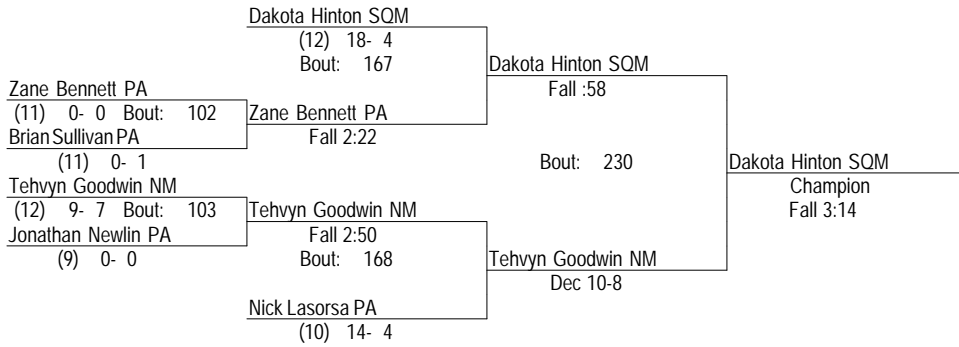 Dakota Hinton SQM
(12) 18- 4
Bout: 167
Dakota Hinton SQM
Fall :58
Zane Bennett PA
(11) 0- 0 Bout: 102
Zane Bennett PA
Fall 2:22
Brian Sullivan PA
(11) 0- 1
Bout: 230
Dakota Hinton SQM
Champion
Fall 3:14
Tehvyn Goodwin NM
(12) 9- 7 Bout: 103
Tehvyn Goodwin NM
Fall 2:50
Bout: 168
Jonathan Newlin PA
(9) 0- 0
Tehvyn Goodwin NM
Dec 10-8
Nick Lasorsa PA
(10) 14- 4